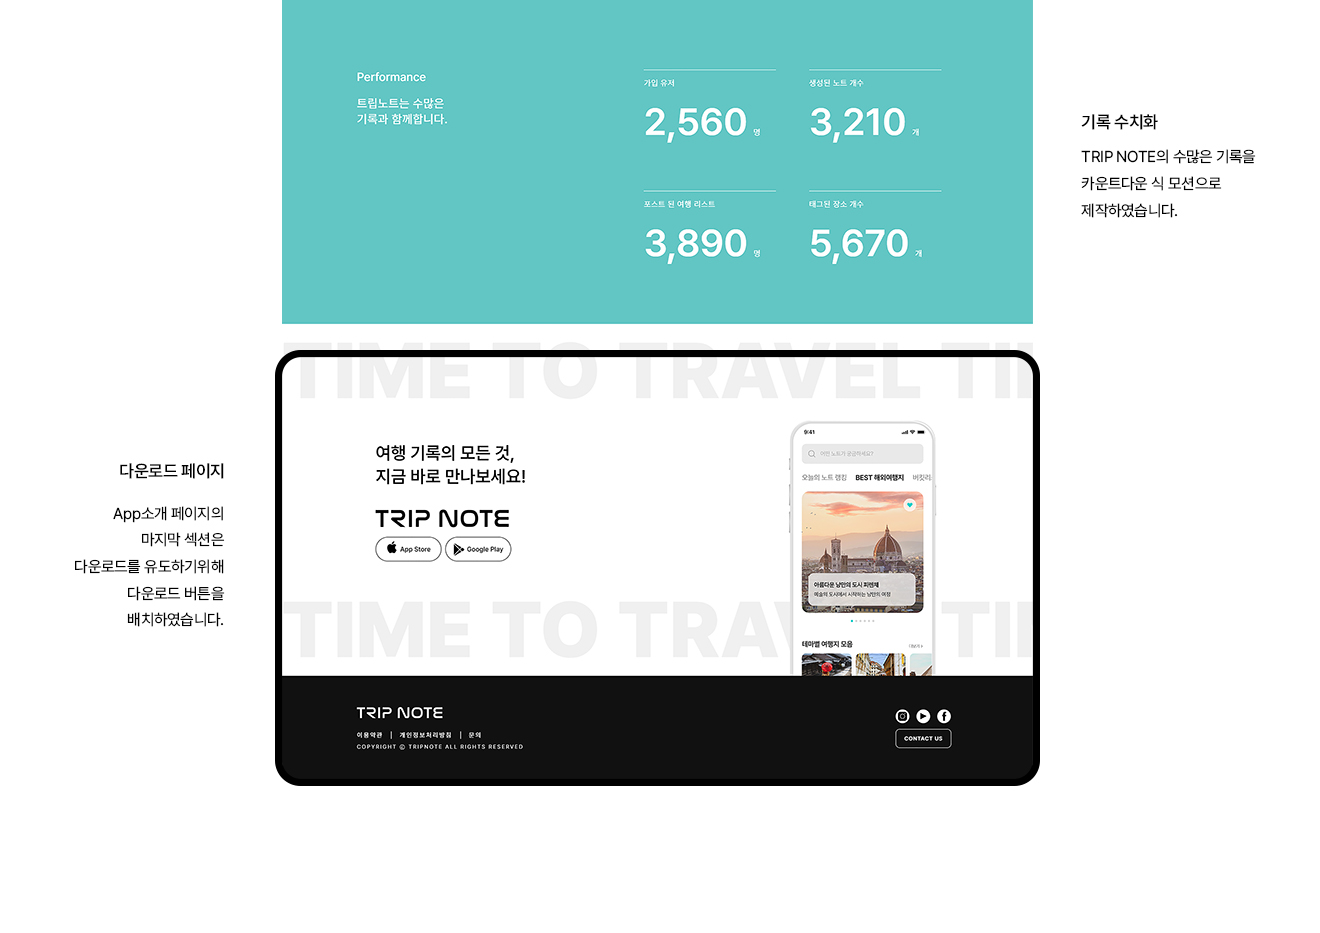 Performance
트립노트는 수많은
기록과 함께합니다.
가입 유저
2,560 명
생성된 노트 개수
3,210 개
포스트 된 여행 리스트
3,890 명
태그된 장소 개수
5,670 개
기록 수치화
TRIP NOTE의 수많은 기록을
카운트다운 식 모션으로
제작하였습니다.
TIME TO TRAVEL TI
다운로드 페이지
App소개 페이지의
마지막 섹션은
다운로드를 유도하기위해
다운로드 버튼을
배치하였습니다.
여행 기록의 모든 것,
지금 바로 만나보세요!
TRIP NOTE
App Store
Google Play
9:41
어떤 노트가 궁금하세요?
오늘의 노트 랭킹 BEST 해외여행지 버킷리
아름다운 낭만의 도시 피렌체
예술의 도시에서 시작하는 낭만의 여정
테마별 여행지 모음
TIME TO TRAV TI
TRIP NOTE
이용약관 | 개인정보처리방침 | 문의
COPYRIGHT ⓒ TRIPNOTE ALL RIGHTS RESERVED
CONTACT US